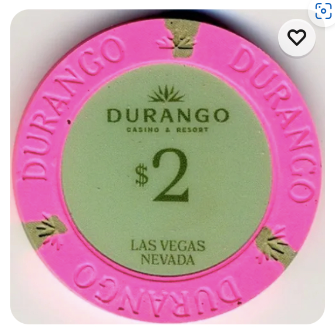 DURANGO
DURANGO
DURANGO
CASINO & RESORT
$2
LAS VEGAS
NEVADA
DURANGO